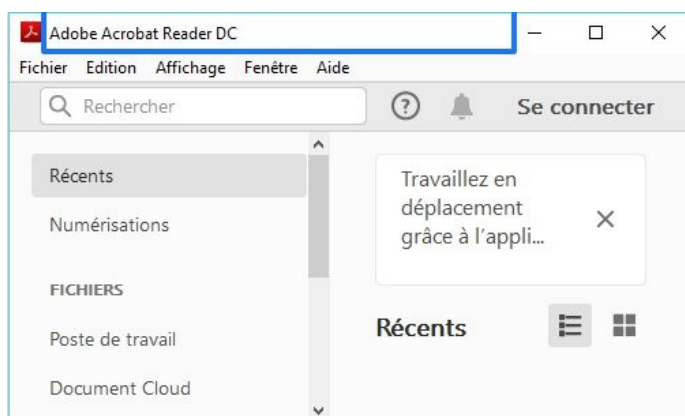 Adobe Acrobat Reader DC
Fichier Edition Affichage Fenêtre Aide
Rechercher
Se connecter
Récents
Numérisations
FICHIERS
Poste de travail
Document Cloud
Travaillez en
déplacement
grâce à l'appli...
Récents